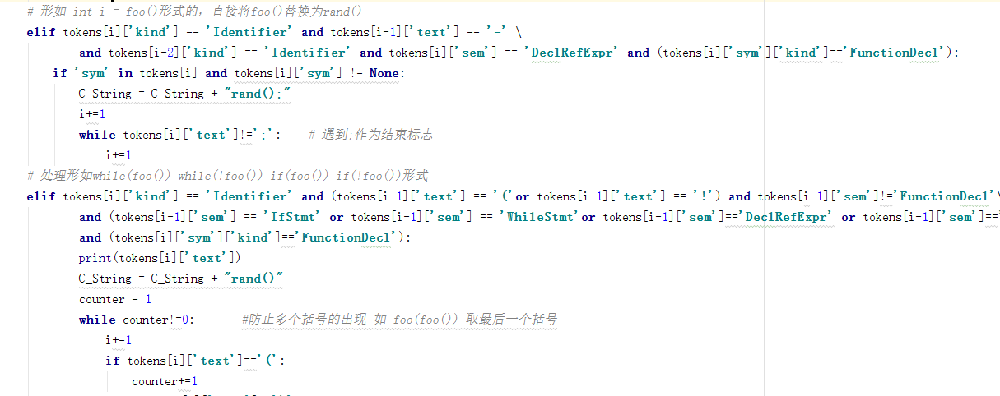 # 形如 int i = foo()形式的，直接将foo()替换为rand()
elif tokens[i]['kind'] == 'Identifier' and tokens[i-1]['text'] == '=' \
and tokens[i-2]['kind'] == 'Identifier' and tokens[i]['sem'] == 'DeclRefExpr' and (tokens[i]['sym']['kind']=='FunctionDecl'):
if 'sym' in tokens[i] and tokens[i]['sym'] != None:
C_String = C_String + "rand();"
i+=1
while tokens[i]['text']!=';': # 遇到;作为结束标志
i+=1
# 处理形如while(foo()) while(!foo()) if(foo()) if(!foo())形式
elif tokens[i]['kind'] == 'Identifier' and (tokens[i-1]['text'] == '('or tokens[i-1]['text'] == '!') and tokens[i-1]['sem']!='FunctionDecl'\
and (tokens[i-1]['sem'] == 'IfStmt' or tokens[i-1]['sem'] == 'WhileStmt'or tokens[i-1]['sem']=='DeclRefExpr' or tokens[i-1]['sem']=='
and (tokens[i]['sym']['kind']=='FunctionDecl'):
print(tokens[i]['text'])
C_String = C_String + "rand()"
counter = 1
while counter!=0: #防止多个括号的出现 如 foo(foo()) 取最后一个括号
i+=1
if tokens[i]['text']=='(':
counter+=1